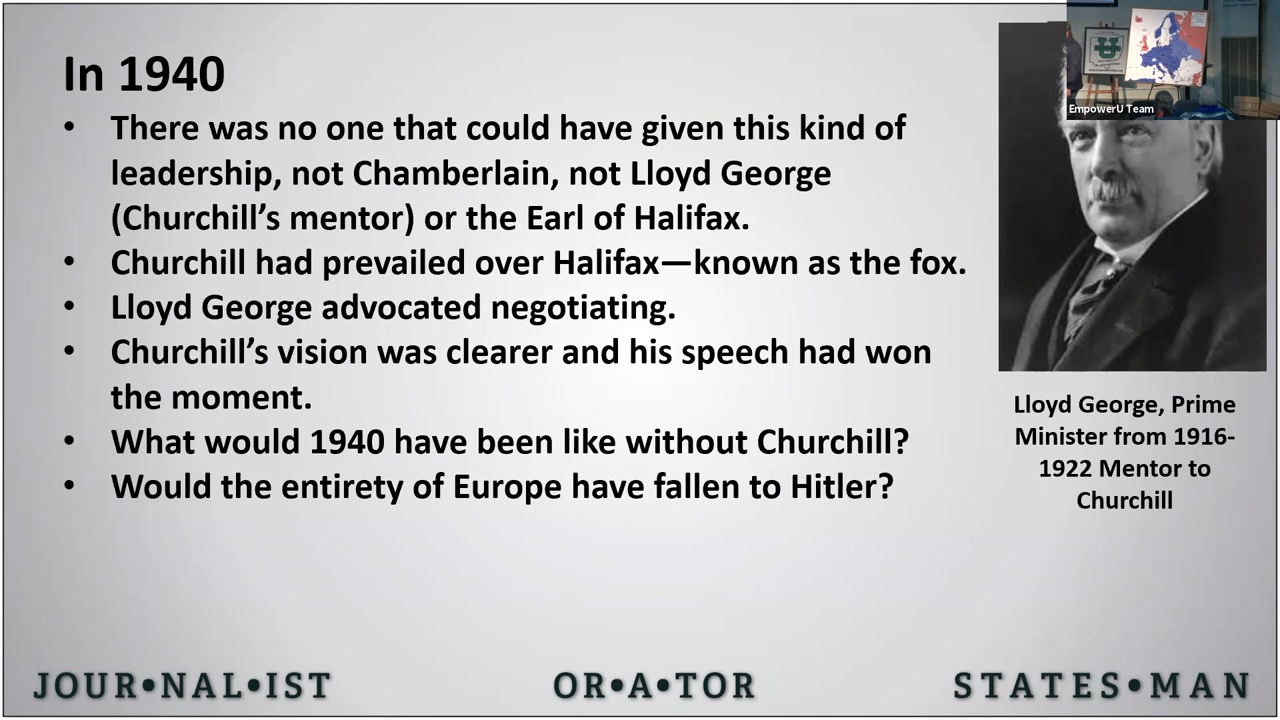 In 1940
• There was no one that could have given this kind of
leadership, not Chamberlain, not Lloyd George
(Churchill’s mentor) or the Earl of Halifax.
• Churchill had prevailed over Halifax—known as the fox.
• Lloyd George advocated negotiating.
• Churchill’s vision was clearer and his speech had won
the moment.
• What would 1940 have been like without Churchill?
• Would the entirety of Europe have fallen to Hitler?
EmpowerU Team
Lloyd George, Prime
Minister from 1916-
1922 Mentor to
Churchill
JOUR•NAL•IST
OR•A•TOR
STATES•MAN